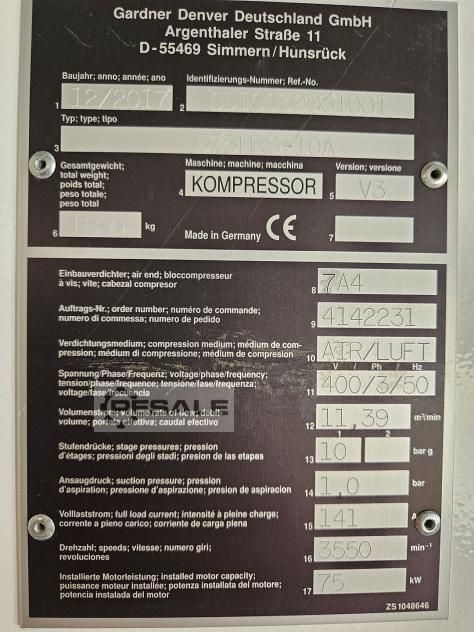 Gardner Denver Deutschland GmbH
Argenthaler Straße 11
D-55469 Simmern/Hunsrück
Baujahr; anno; année; ano
1 12/2017
Identifizierungs-Nummer; Ref.-No.
2
Typ; type; tipo
3
Gesamtgewicht;
total weight;
poids total;
peso totale;
peso total
6 kg
Maschine; machine; macchina
4 KOMPRESSOR
Version; versione
5 V3
Made in Germany CE
7
Einbauverdichter; air end; bloccompresseur
à vis; vite; cabezal compresor
8 7A4
Auftrags-Nr.; order number; numéro de commande;
numero di commessa; numero de pedido
9 4142231
Verdichtungsmedium; compression medium; médium de com-
pression; médium di compressione; médium de compresion
10 AIR/LUFT
Spannung/Phase/Frequenz; voltage/phase/frequency;
tension/phase/frequence; tensione/fase/frequenza;
voltage/fase/frecuencia
V / Ph / Hz
11 400/3/50
Volumenstrom; volume rate of flow; debit-
volume; portata effettiva; caudal efectivo
12 11,39 m³/min
Stufendrücke; stage pressures; pression
d'étages; pressioni degli stadi; presion de las etapas
1 2
13 10 bar g
Ansaugdruck; suction pressure; pression
d'aspiration; pressione d'aspirazione; presion de aspiracion
14 1,0 bar
Volllaststrom; full load current; intensité à pleine charge;
corrente a pieno carico; corriente de carga plena
15 141 A
Drehzahl; speeds; vitesse; numero giri;
revoluciones
16 3550 min⁻¹
Installierte Motorleistung; installed motor capacity;
puissance moteur installée; potenza installata del motore;
potencia instalada del motor
17 75 kW
ZS1048646
RESALE